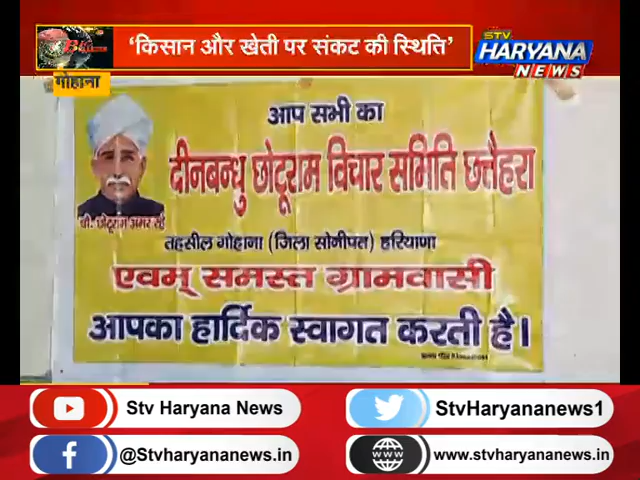 'किसान और खेती पर संकट की स्थिति'
STV
HARYANA
NEWS
गोहाना
आप सभी का
दीनबन्धु छोटूराम विचार समिति छतैहरा
चौ. छोटूराम अमर रहें
तहसील गोहाना (जिला सोनीपत) हरियाणा
एवम् समस्त ग्रामवासी
आपका हार्दिक स्वागत करती है।
Stv Haryana News
StvHaryananews1
@Stvharyananews.in
www.stvharyananews.in